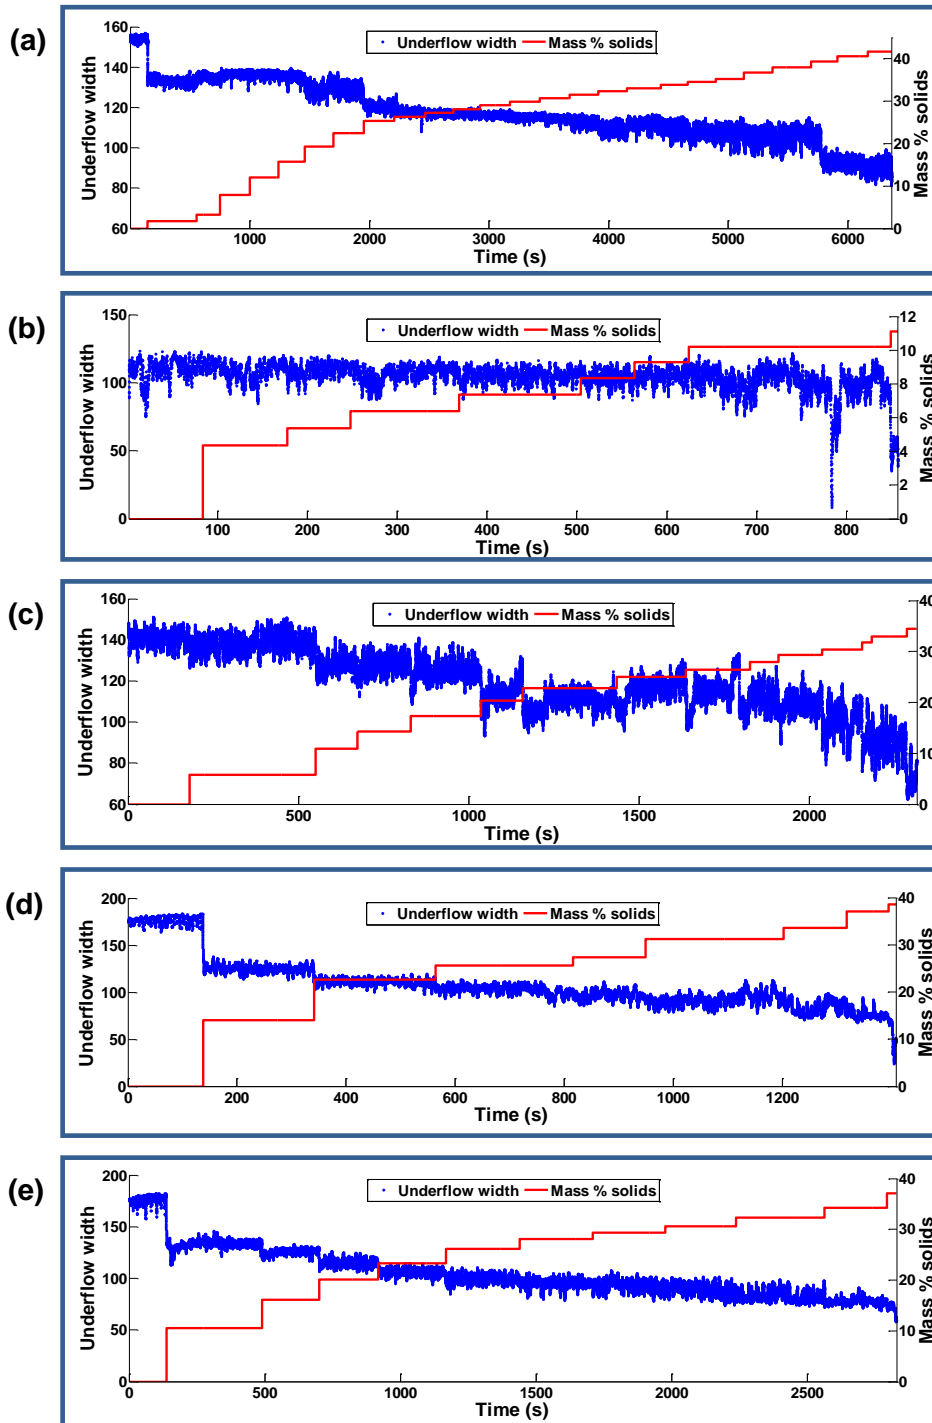 (a)
Underflow width
Mass % solids
160
140
120
100
80
60
Underflow width
40
30
20
10
0
Mass % solids
1000 2000 3000 4000 5000 6000
Time (s)
(b)
Underflow width
Mass % solids
150
100
50
0
Underflow width
12
10
8
6
4
2
0
Mass % solids
100 200 300 400 500 600 700 800
Time (s)
(c)
Underflow width
Mass % solids
160
140
120
100
80
60
Underflow width
40
30
20
10
0
Mass % solids
0 500 1000 1500 2000
Time (s)
(d)
Underflow width
Mass % solids
200
150
100
50
0
Underflow width
40
30
20
10
0
Mass % solids
0 200 400 600 800 1000 1200
Time (s)
(e)
Underflow width
Mass % solids
200
150
100
50
0
Underflow width
40
30
20
10
0
Mass % solids
0 500 1000 1500 2000 2500
Time (s)